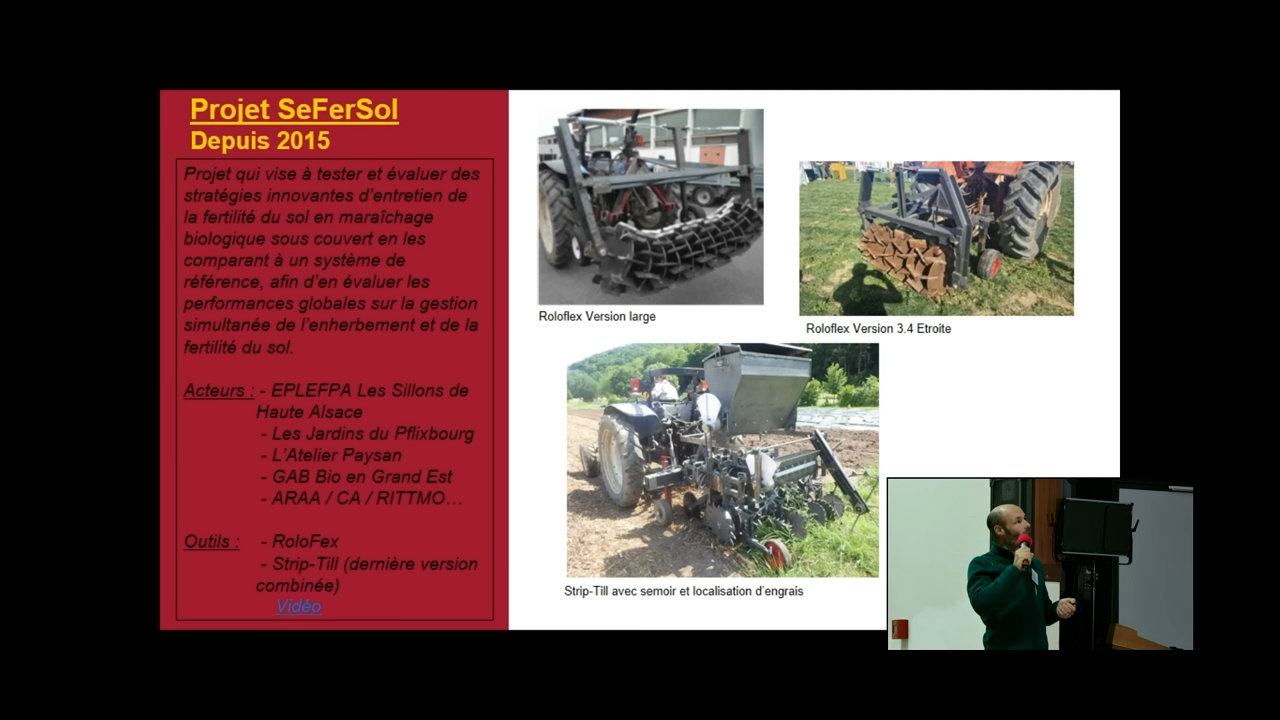 Projet SeFerSol
Depuis 2015
Projet qui vise à tester et évaluer des
stratégies innovantes d'entretien de
la fertilité du sol en maraîchage
biologique sous couvert en les
comparant à un système de
référence, afin d'en évaluer les
performances globales sur la gestion
simultanée de l'enherbement et de la
fertilité du sol.
Acteurs : - EPLEFPA Les Sillons de
Haute Alsace
- Les Jardins du Pflixbourg
- L'Atelier Paysan
- GAB Bio en Grand Est
- ARAA / CA / RITTMO…
Outils : - RoloFex
- Strip-Till (dernière version
combinée)
Vidéo
Roloflex Version large
Roloflex Version 3.4 Etroite
Strip-Till avec semoir et localisation d'engrais